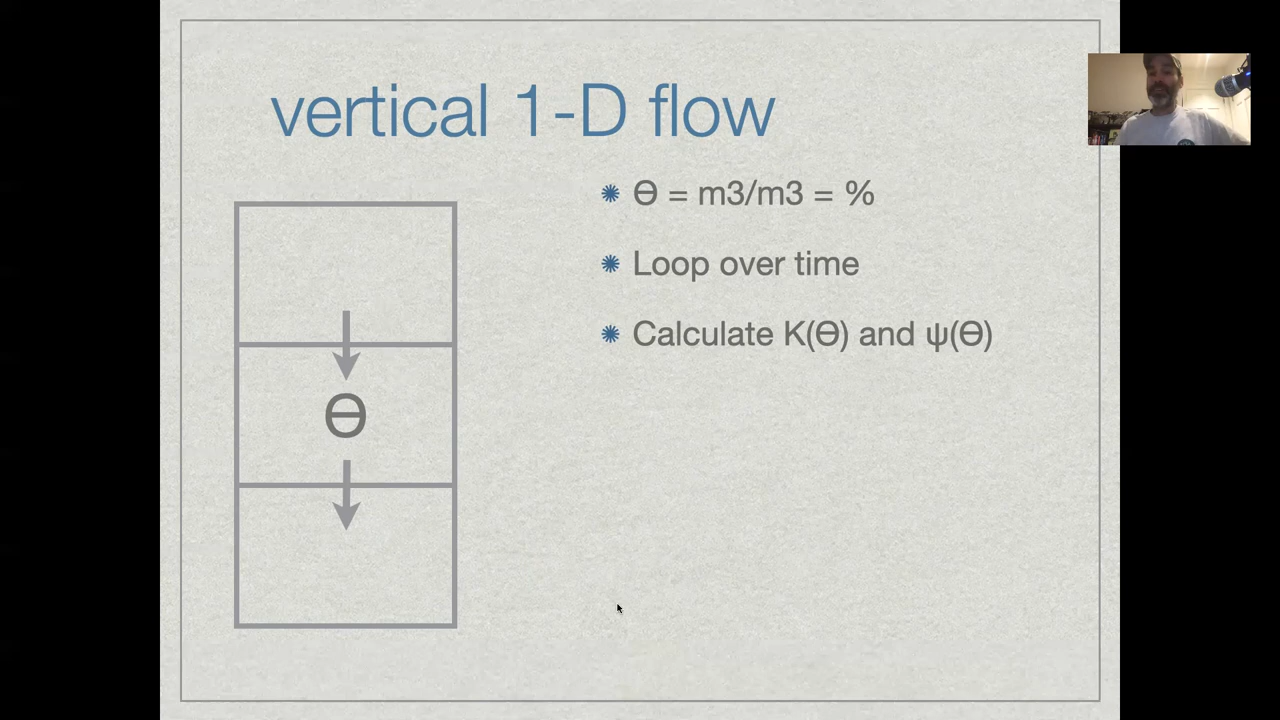 vertical 1-D flow
Ɵ = m3/m3 = %
Loop over time
Calculate K(Ɵ) and ψ(Ɵ)
Ɵ